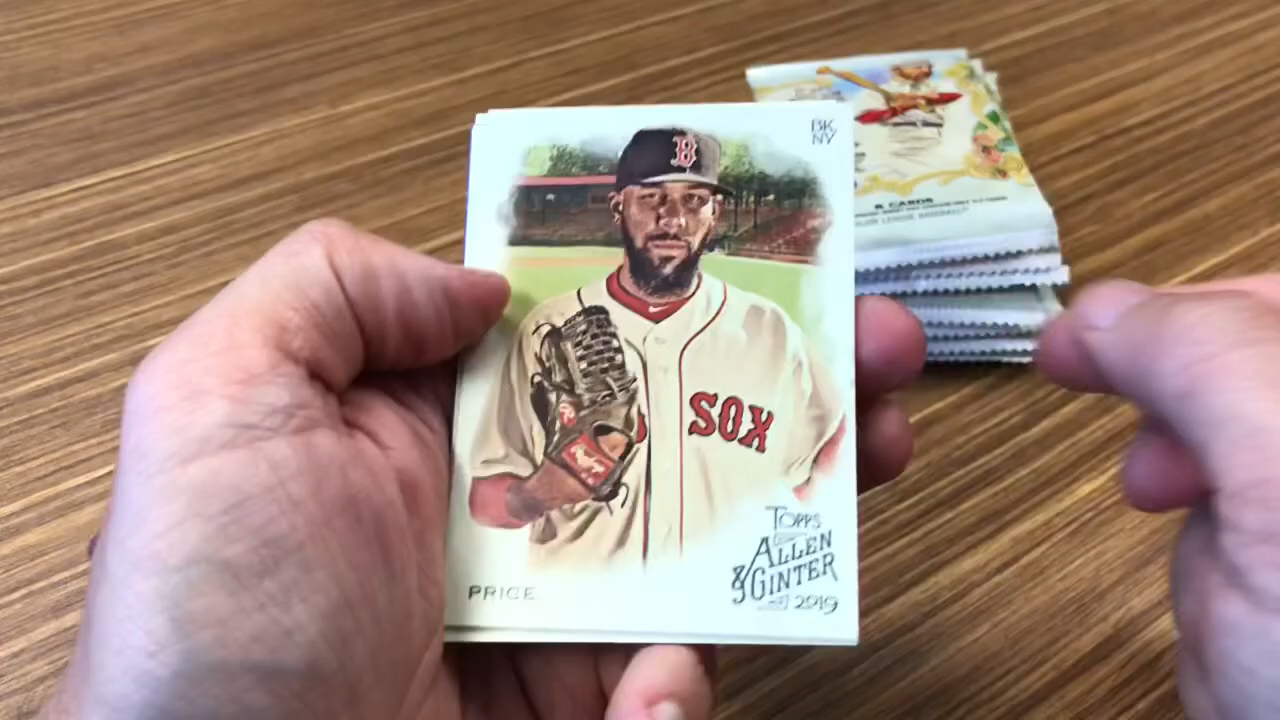 BK
NY
B
SOX
TOPPS
ALLEN
& GINTER
2019
PRICE
8 CARDS